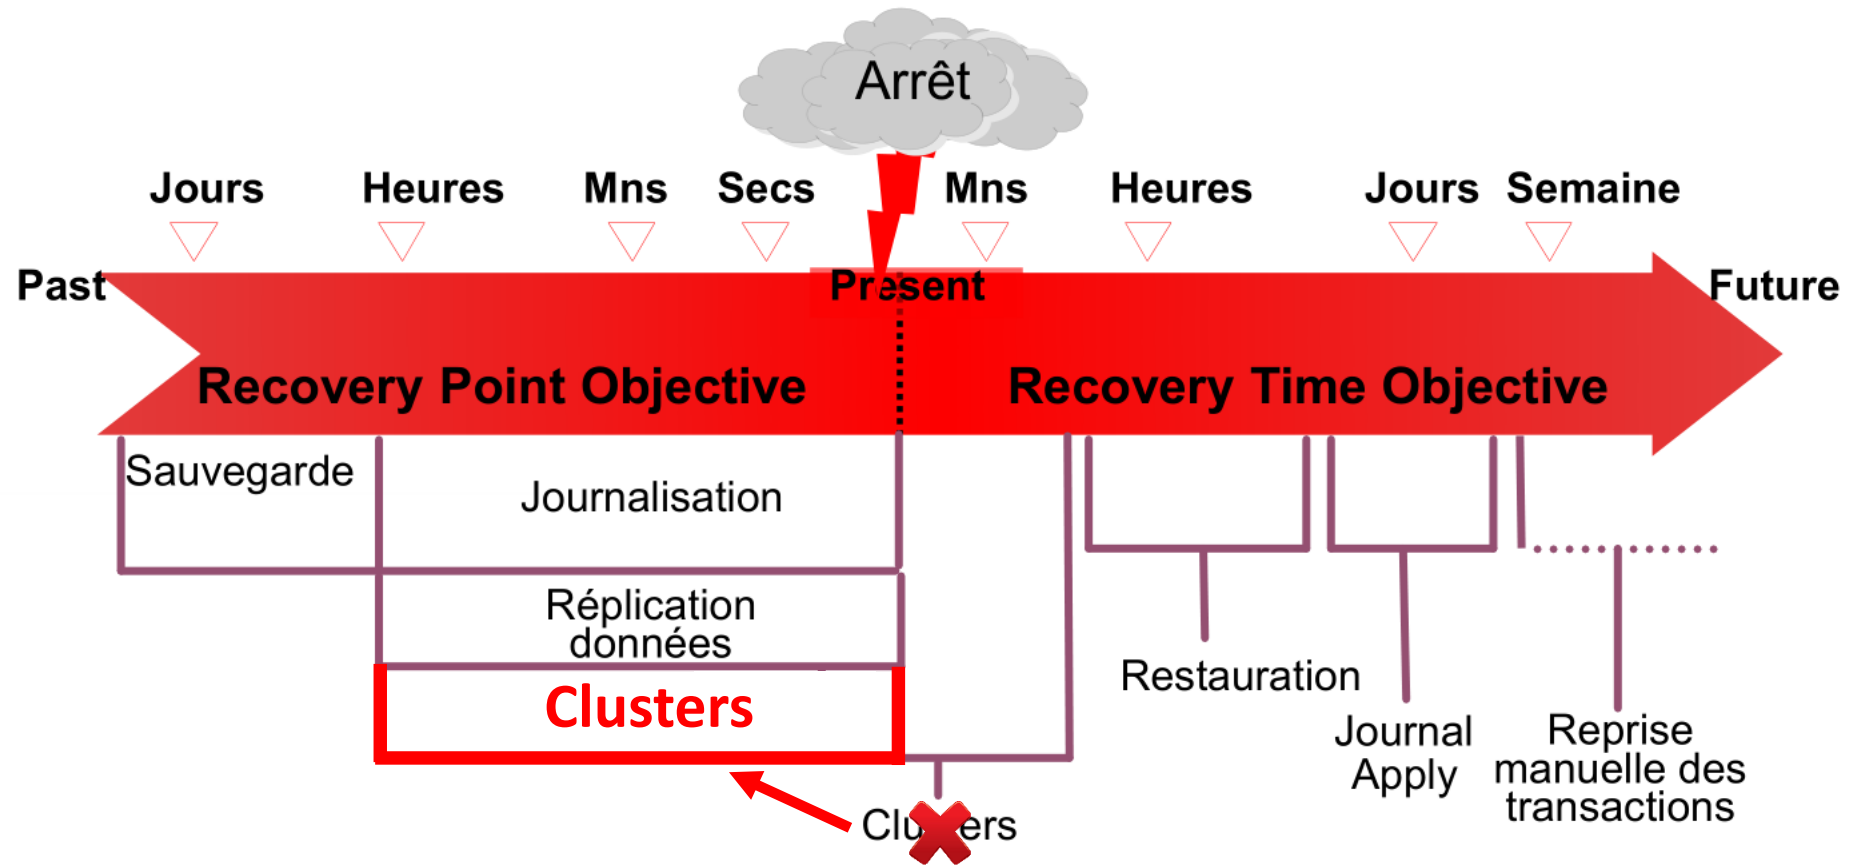 Arrêt
Jours Heures Mns Secs Mns Heures Jours Semaine
Past Present Future
Recovery Point Objective Recovery Time Objective
Sauvegarde
Journalisation
Réplication
données
Clusters
Restauration
Journal
Apply
Reprise
manuelle des
transactions